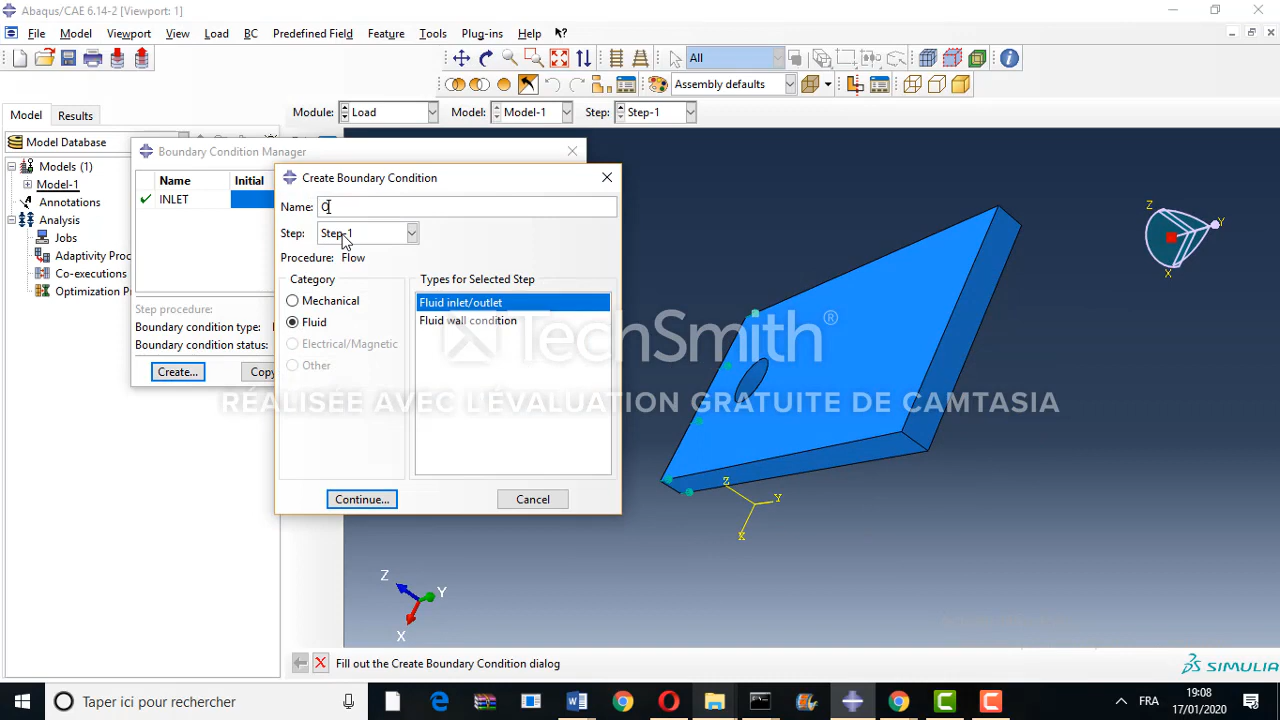 Abaqus/CAE 6.14-2 [Viewport: 1]
File Model Viewport View Load BC Predefined Field Feature Tools Plug-ins Help
All
Assembly defaults
Model Results
Module: Load Model: Model-1 Step: Step-1
Model Database
Models (1)
Model-1
Annotations
Analysis
Jobs
Adaptivity Proce
Co-executions
Optimization P
Boundary Condition Manager
Name Initial
INLET
Step procedure:
Boundary condition type:
Boundary condition status:
Create... Copy
Create Boundary Condition
Name: O
Step: Step-1
Procedure: Flow
Category
Mechanical
Fluid
Electrical/Magnetic
Other
Types for Selected Step
Fluid inlet/outlet
Fluid wall condition
Continue... Cancel
TechSmith®
RÉALISÉE AVEC L'ÉVALUATION GRATUITE DE CAMTASIA
Z
Y
X
Z
Y
X
Z
Y
X
Fill out the Create Boundary Condition dialog
SIMULIA
Taper ici pour rechercher
FRA
19:08
17/01/2020